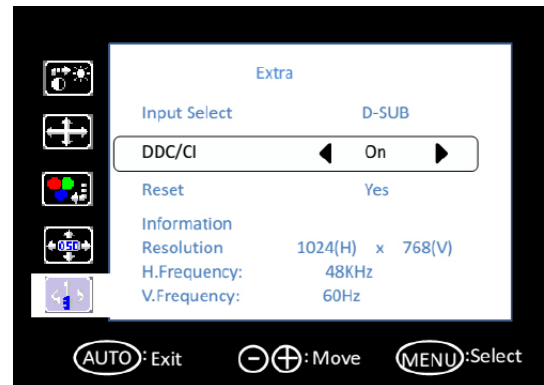 Extra
Input Select D-SUB
DDC/CI On
Reset Yes
Information
Resolution 1024(H) x 768(V)
H.Frequency: 48KHz
V.Frequency: 60Hz
OSD
AUTO: Exit -+: Move MENU:Select